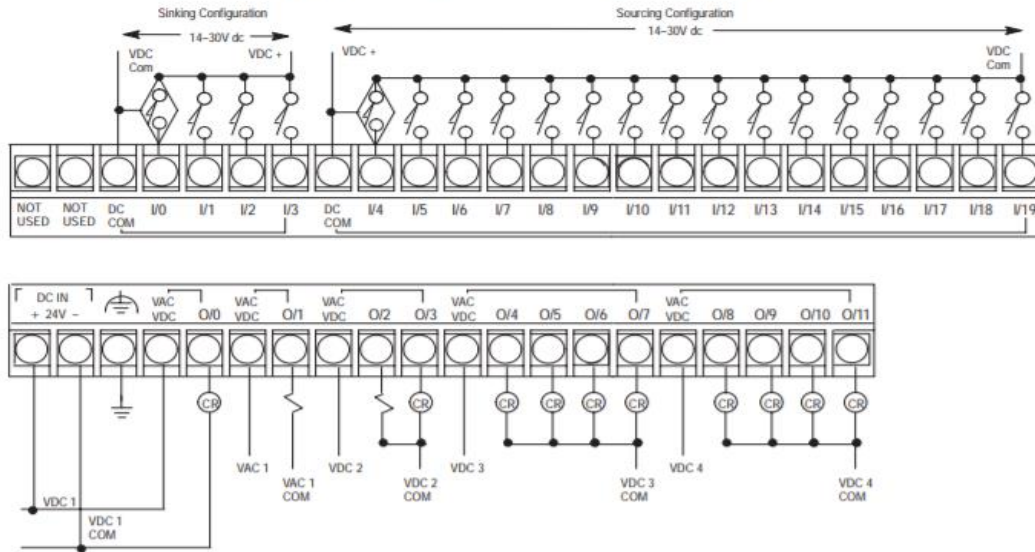 Sinking Configuration
14–30V dc
Sourcing Configuration
14–30V dc
VDC
Com
VDC +
VDC +
VDC
Com
NOT
USED
NOT
USED
DC
COM
I/0
I/1
I/2
I/3
DC
COM
I/4
I/5
I/6
I/7
I/8
I/9
I/10
I/11
I/12
I/13
I/14
I/15
I/16
I/17
I/18
I/19
DC IN
+ 24V –
VAC
VDC
O/0
VAC
VDC
O/1
VAC
VDC
O/2
O/3
VAC
VDC
O/4
O/5
O/6
O/7
VAC
VDC
O/8
O/9
O/10
O/11
CR
CR
CR
CR
CR
CR
CR
CR
CR
CR
VAC 1
VAC 1
COM
VDC 2
VDC 2
COM
VDC 3
VDC 3
COM
VDC 4
VDC 4
COM
VDC 1
VDC 1
COM